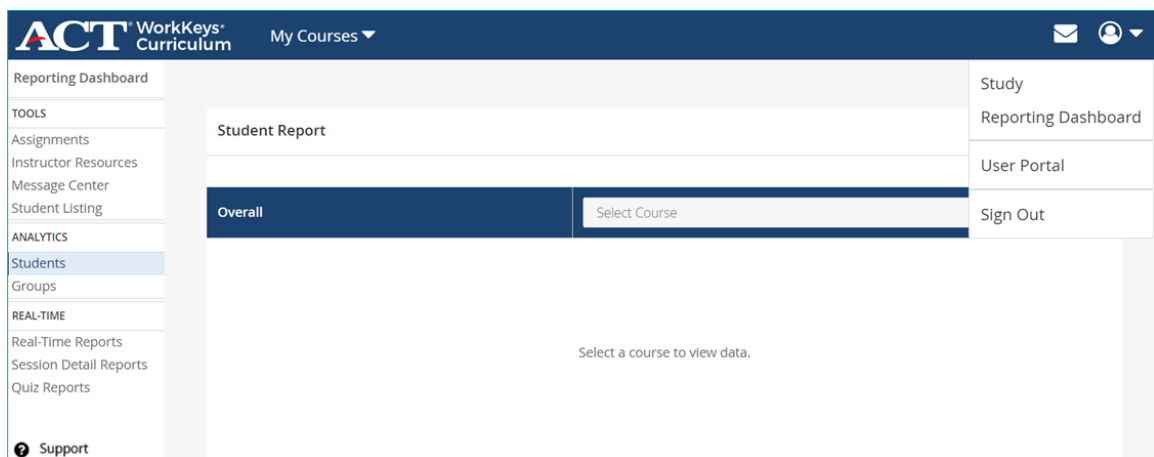 ACT® WorkKeys®
Curriculum
My Courses
Reporting Dashboard
TOOLS
Assignments
Instructor Resources
Message Center
Student Listing
ANALYTICS
Students
Groups
REAL-TIME
Real-Time Reports
Session Detail Reports
Quiz Reports
Support
Student Report
Overall
Select Course
Select a course to view data.
Study
Reporting Dashboard
User Portal
Sign Out